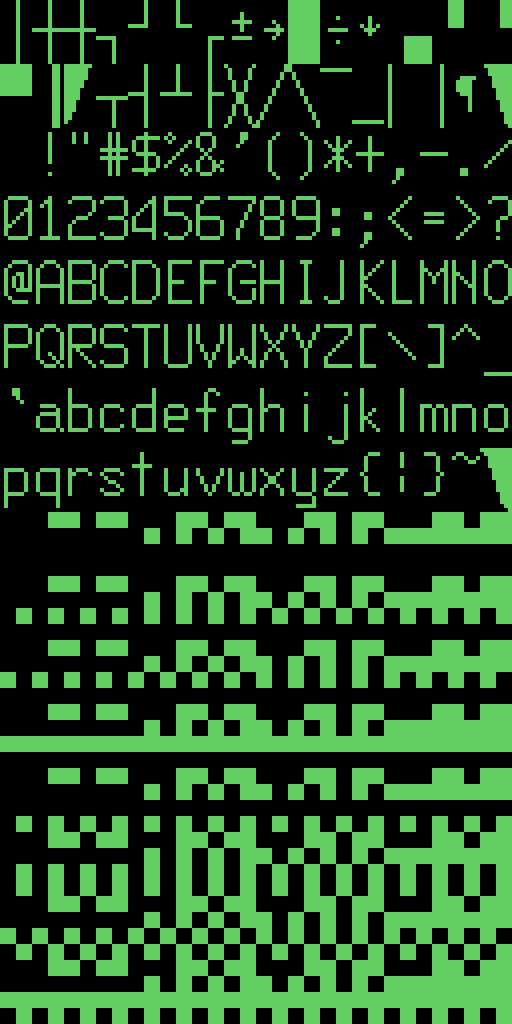 ± → ÷ ↓
¶
!"#$%&'()*+,-./
0123456789:;<=>?
@ABCDEFGHIJKLMNO
PQRSTUVWXYZ[\]^_
`abcdefghijklmno
pqrstuvwxyz{¦}~